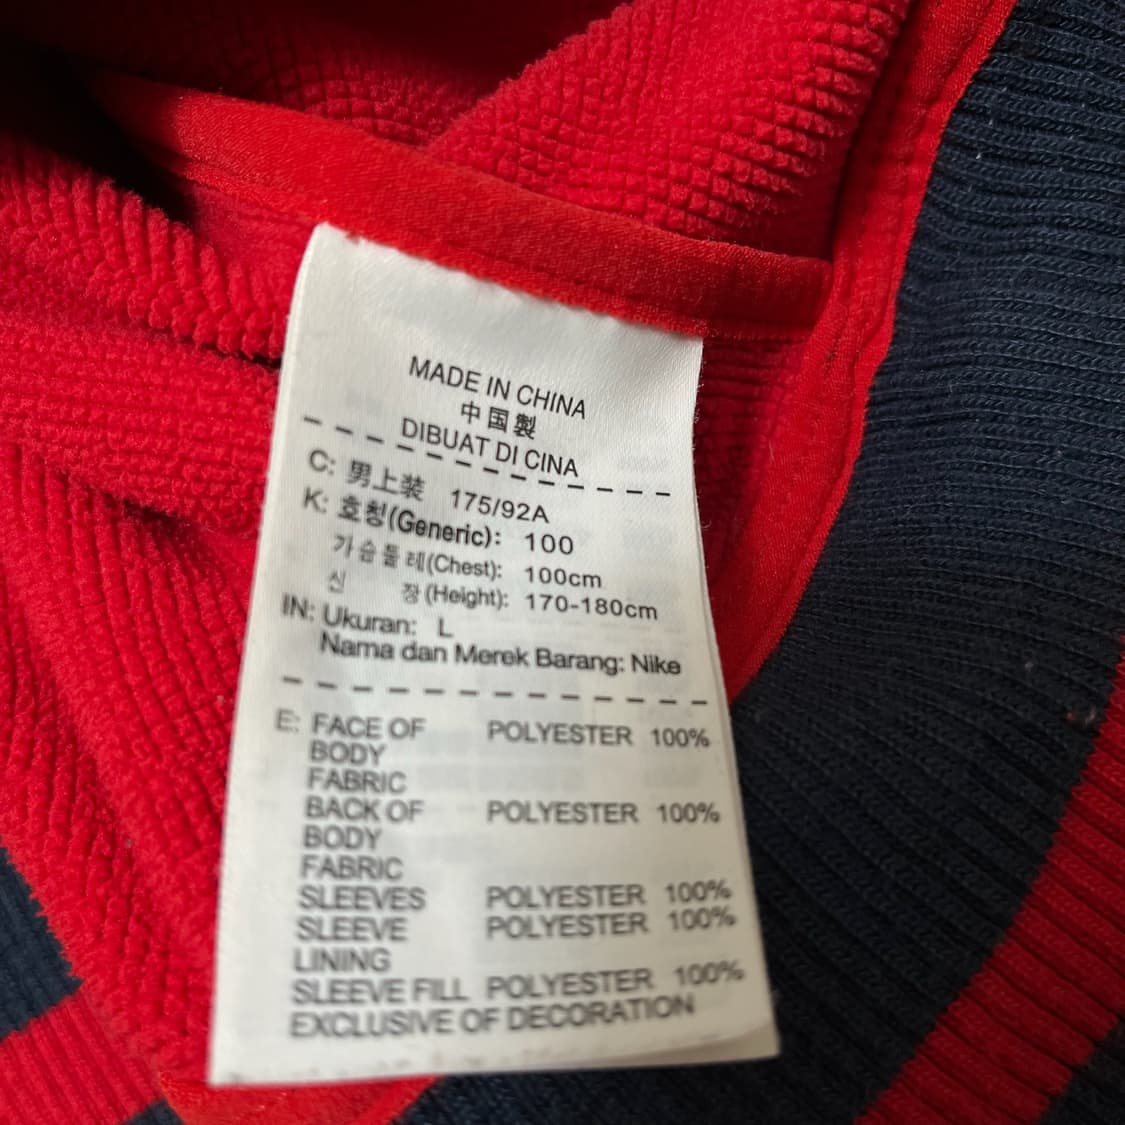 MADE IN CHINA
中国製
DIBUAT DI CINA
C: 男上装 175/92A
K: 호칭(Generic): 100
가슴둘레(Chest): 100cm
신 장(Height): 170-180cm
IN: Ukuran: L
Nama dan Merek Barang: Nike
E: FACE OF POLYESTER 100%
BODY
FABRIC
BACK OF POLYESTER 100%
BODY
FABRIC
SLEEVES POLYESTER 100%
SLEEVE POLYESTER 100%
LINING
SLEEVE FILL POLYESTER 100%
EXCLUSIVE OF DECORATION